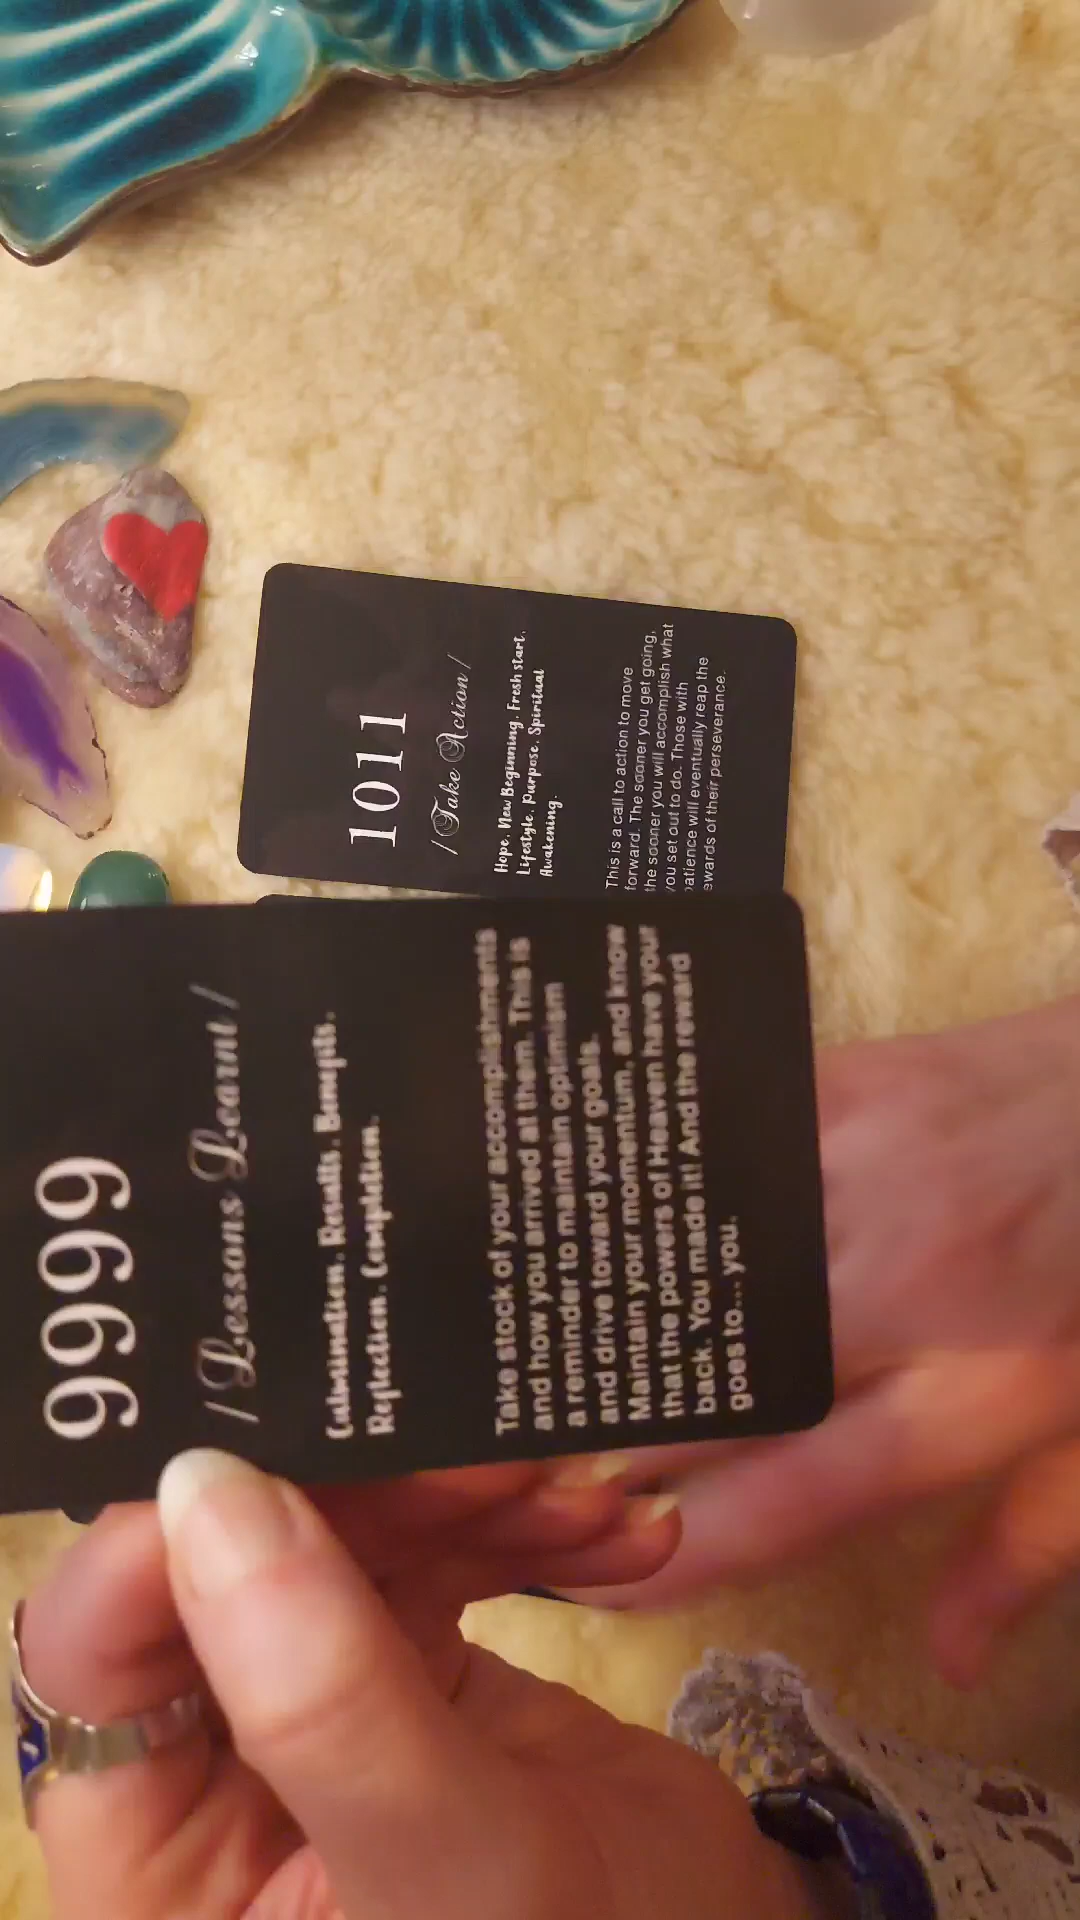 1011
/ Take Action /
Hope. New Beginning. Fresh start.
Lifestyle. Purpose. Spiritual
Awakening.
This is a call to action to move
forward. The sooner you get going,
the sooner you will accomplish what
you set out to do. Those with
patience will eventually reap the
rewards of their perseverance.
9999
/ Lessons Learnt /
Culmination. Results. Benefits.
Reflection. Completion.
Take stock of your accomplishments
and how you arrived at them. This is
a reminder to maintain optimism
and drive toward your goals.
Maintain your momentum, and know
that the powers of Heaven have your
back. You made it! And the reward
goes to... you.